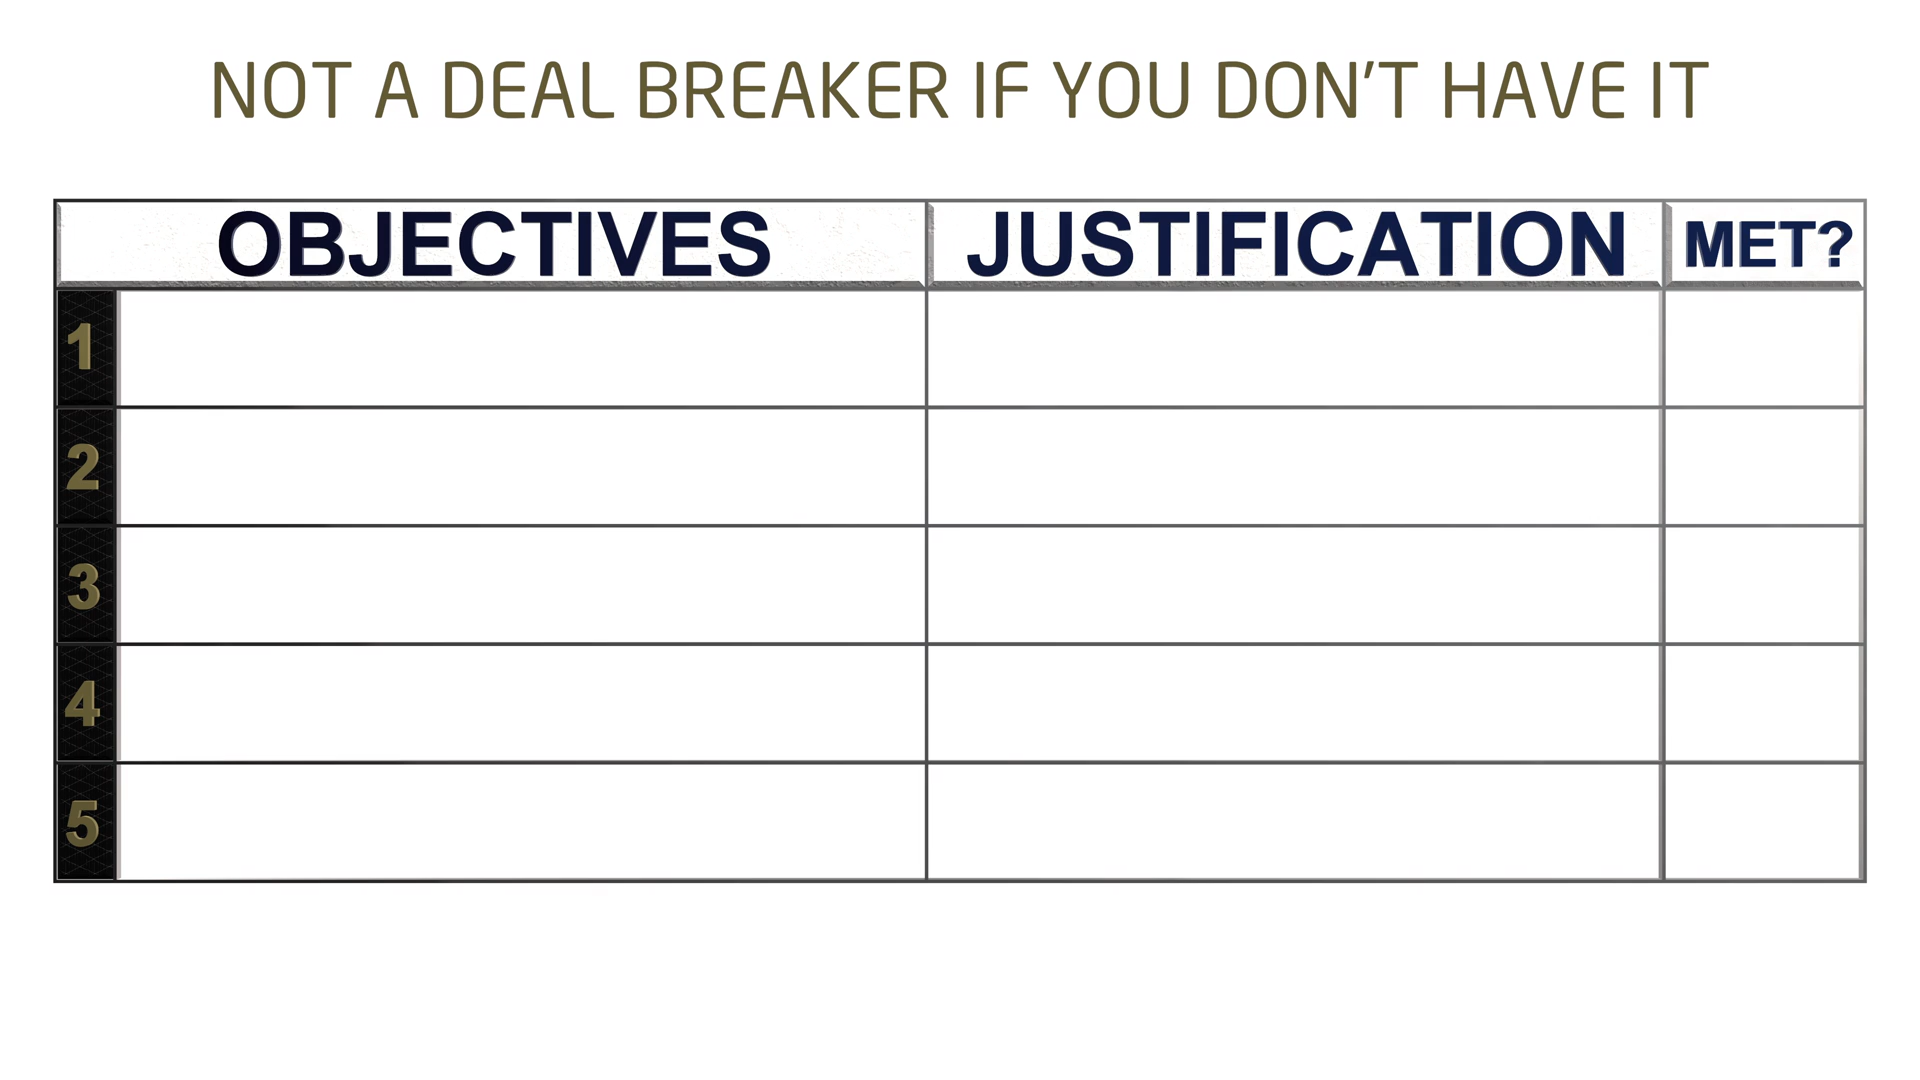 NOT A DEAL BREAKER IF YOU DON’T HAVE IT
OBJECTIVES JUSTIFICATION MET?
1
2
3
4
5